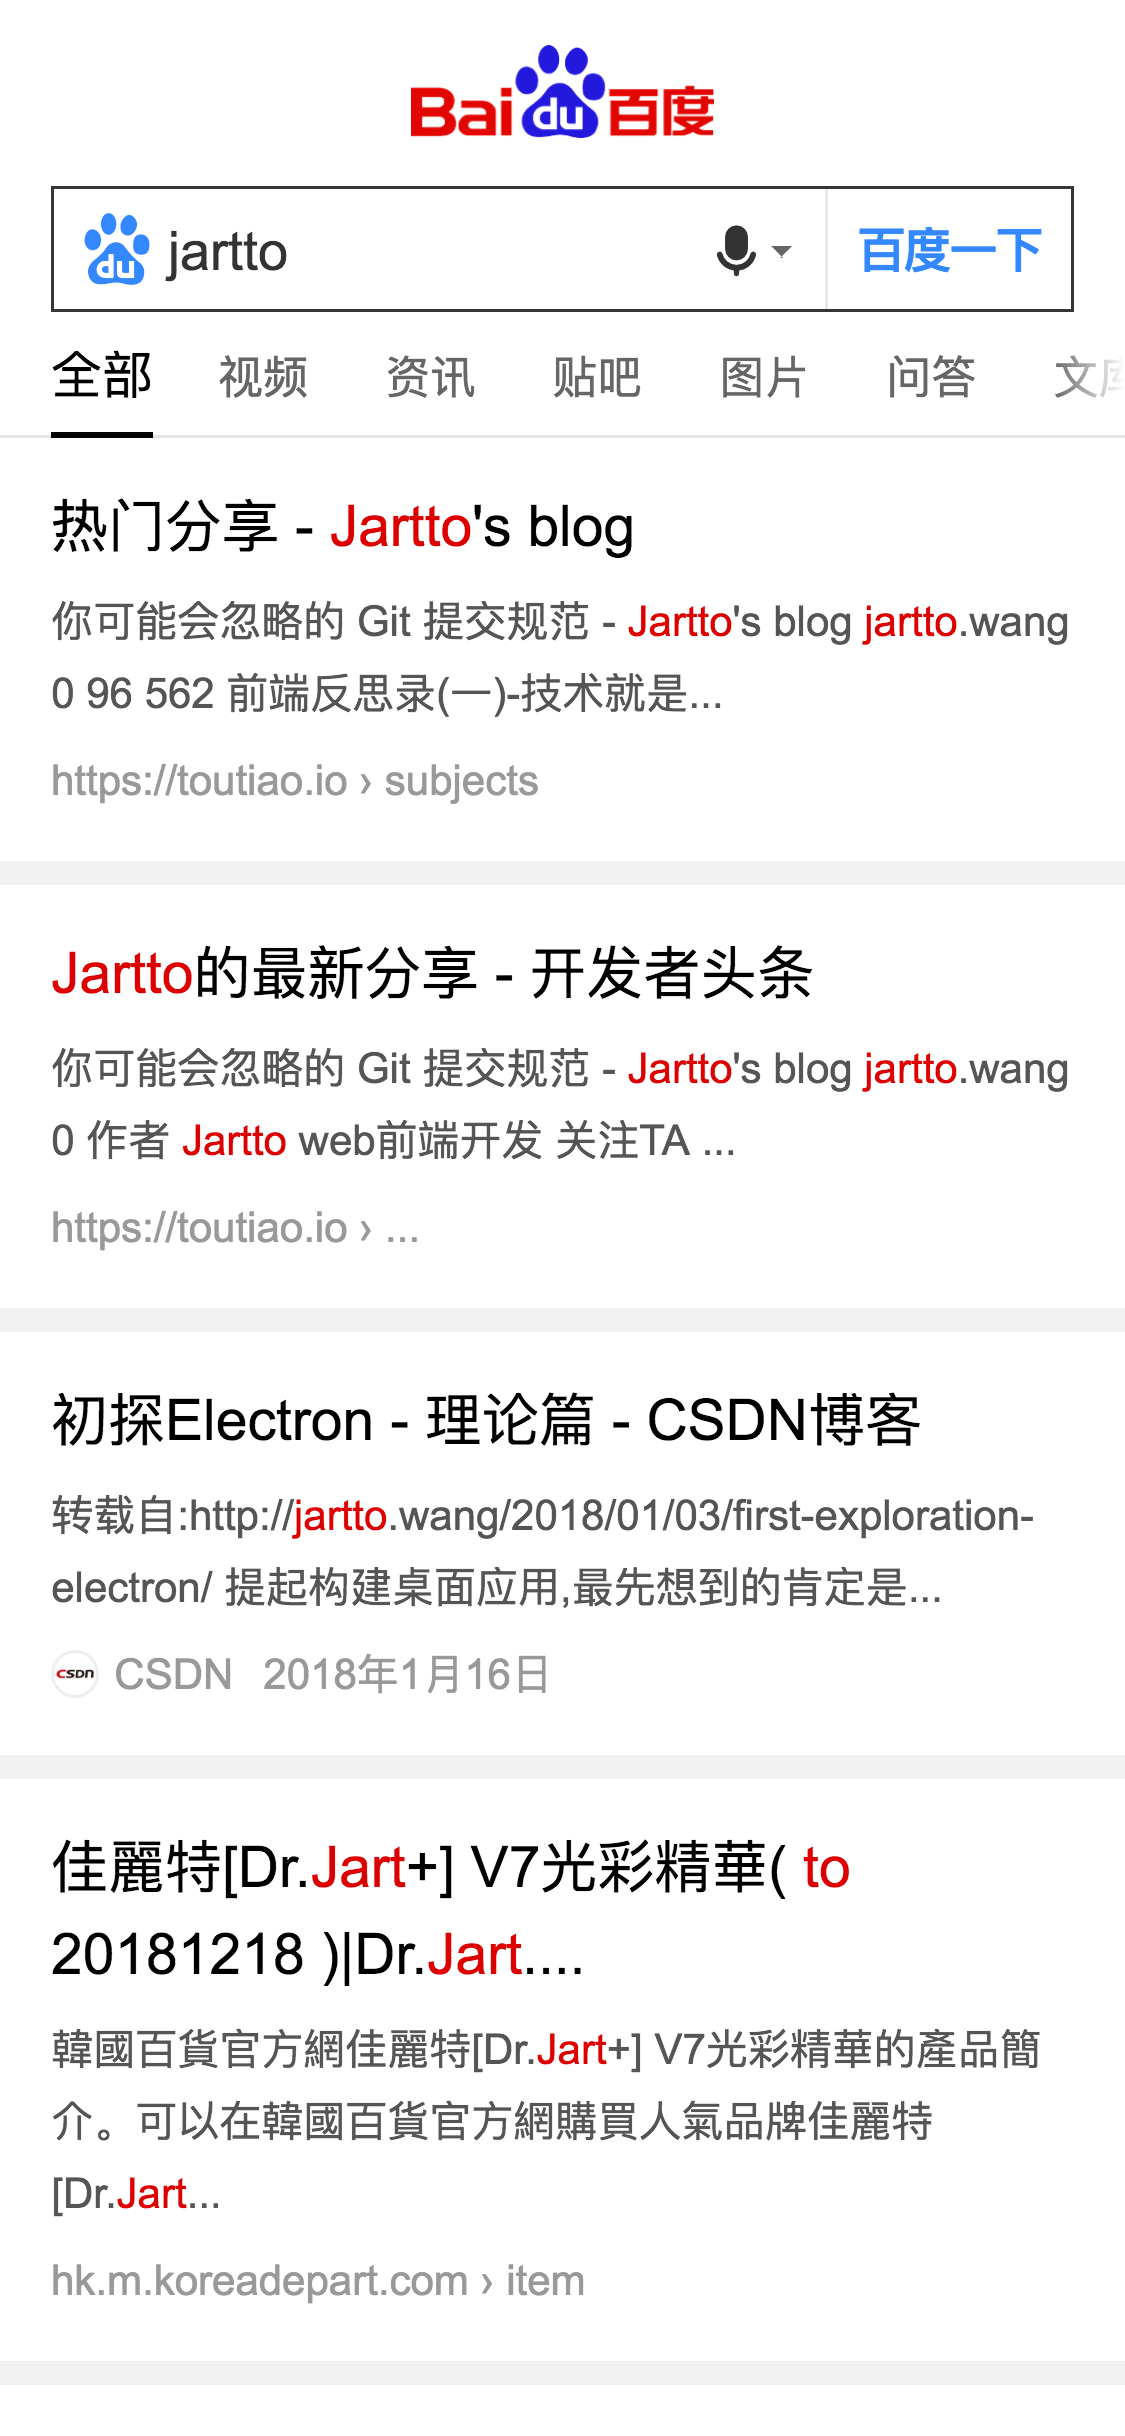 Baidu百度
du jartto 百度一下
全部 视频 资讯 贴吧 图片 问答 文库
热门分享 - Jartto's blog
你可能会忽略的 Git 提交规范 - Jartto's blog jartto.wang
0 96 562 前端反思录(一)-技术就是...
https://toutiao.io › subjects
Jartto的最新分享 - 开发者头条
你可能会忽略的 Git 提交规范 - Jartto's blog jartto.wang
0 作者 Jartto web前端开发 关注TA ...
https://toutiao.io › ...
初探Electron - 理论篇 - CSDN博客
转载自:http://jartto.wang/2018/01/03/first-exploration-
electron/ 提起构建桌面应用,最先想到的肯定是...
CSDN CSDN 2018年1月16日
佳麗特[Dr.Jart+] V7光彩精華( to
20181218 )|Dr.Jart....
韓國百貨官方網佳麗特[Dr.Jart+] V7光彩精華的產品簡
介。可以在韓國百貨官方網購買人氣品牌佳麗特
[Dr.Jart...
hk.m.koreadepart.com › item